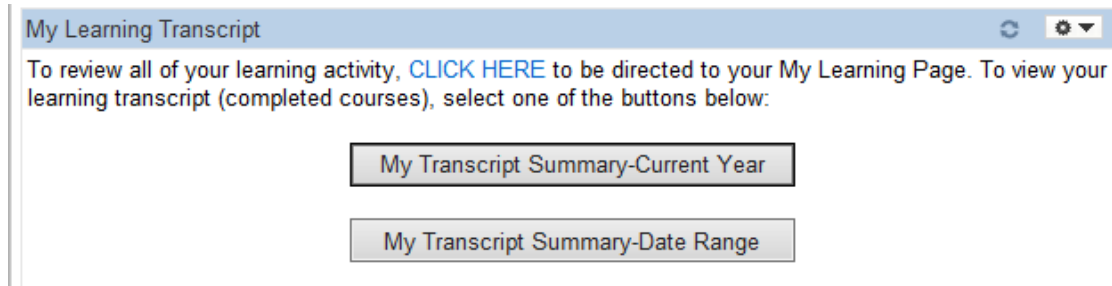 My Learning Transcript
To review all of your learning activity, CLICK HERE to be directed to your My Learning Page. To view your
learning transcript (completed courses), select one of the buttons below:
My Transcript Summary-Current Year
My Transcript Summary-Date Range